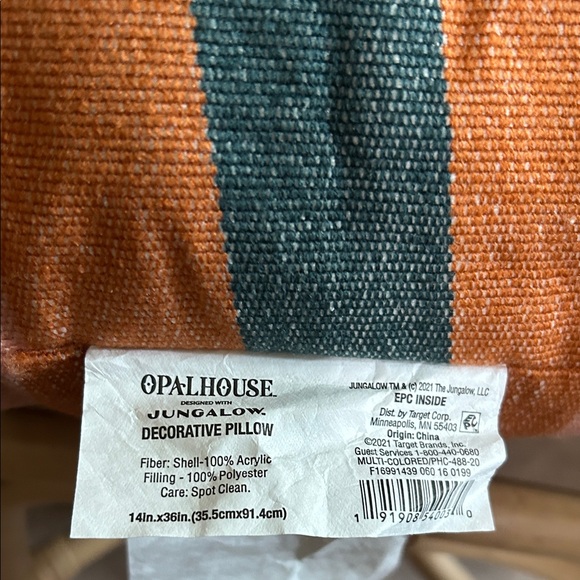 OPALHOUSE™
DESIGNED WITH
JUNGALOW™
DECORATIVE PILLOW
Fiber: Shell-100% Acrylic
Filling - 100% Polyester
Care: Spot Clean.
14in.x36in.(35.5cmx91.4cm)
JUNGALOW TM & (c) 2021 The Jungalow, LLC
EPC INSIDE
Dist. by Target Corp.
Minneapolis, MN 55403
Origin: China
©2021 Target Brands, Inc.
Guest Services 1-800-440-0680
MULTI-COLORED/PHC-488-20
F16991439 060 16 0199